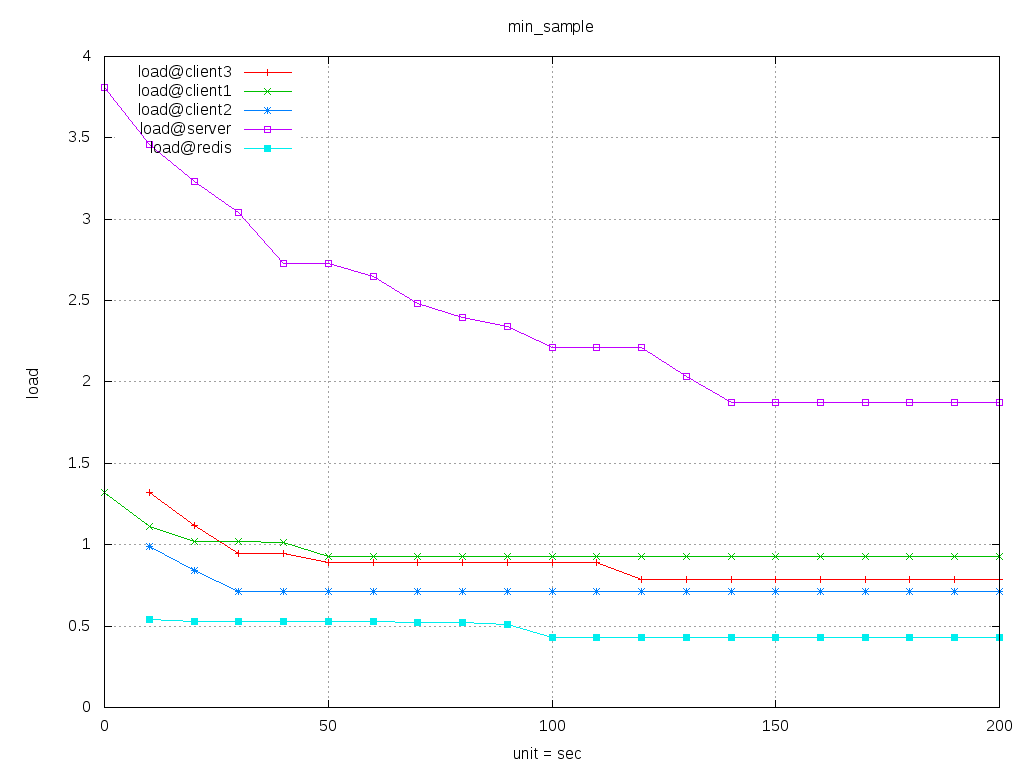 min_sample
load@client3
load@client1
load@client2
load@server
load@redis
4
3.5
3
2.5
2
1.5
1
0.5
0
load
0 50 100 150 200
unit = sec